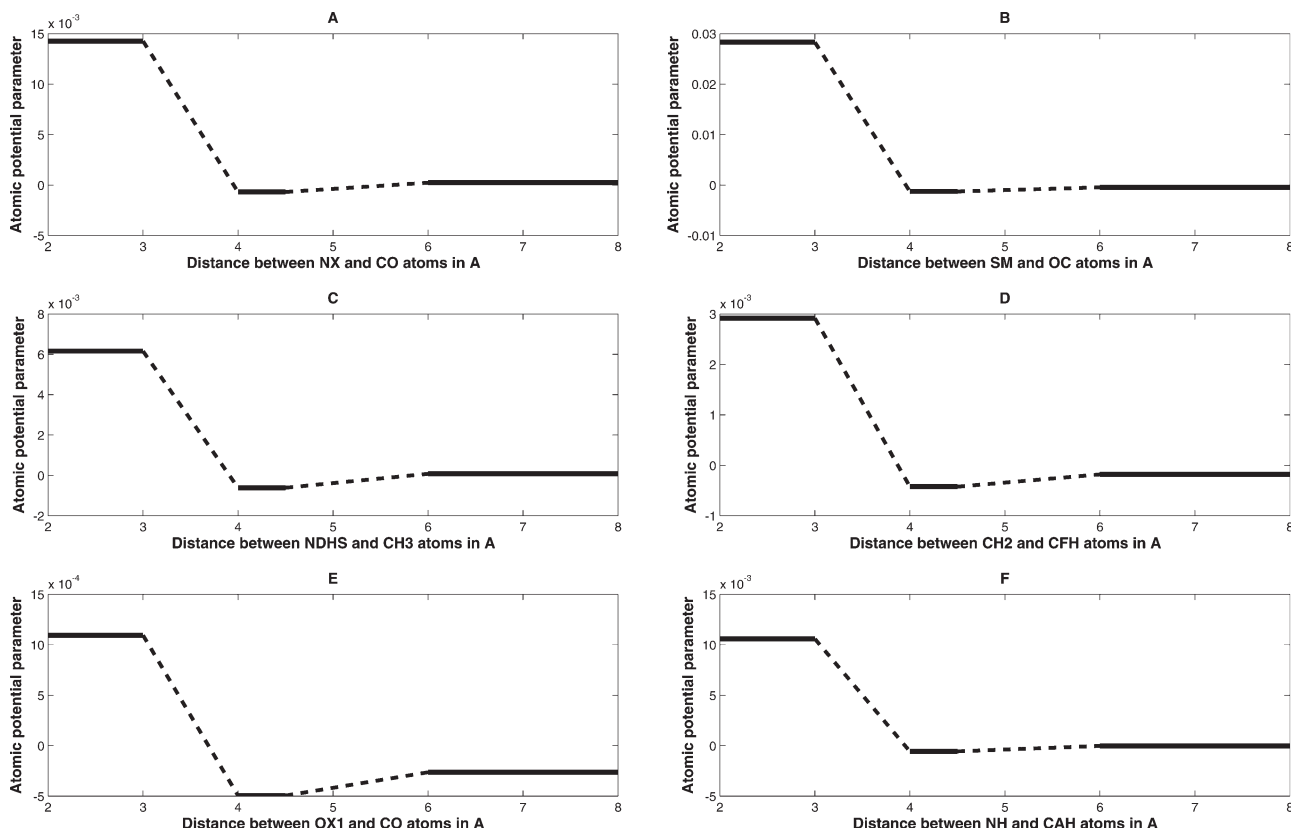 A
x 10-3
15
10
5
0
-5
Atomic potential parameter
2 3 4 5 6 7 8
Distance between NX and CO atoms in A
B
0.03
0.02
0.01
0
-0.01
Atomic potential parameter
2 3 4 5 6 7 8
Distance between SM and OC atoms in A
C
x 10-3
8
6
4
2
0
-2
Atomic potential parameter
2 3 4 5 6 7 8
Distance between NDHS and CH3 atoms in A
D
x 10-3
3
2
1
0
-1
Atomic potential parameter
2 3 4 5 6 7 8
Distance between CH2 and CFH atoms in A
E
x 10-4
15
10
5
0
-5
Atomic potential parameter
2 3 4 5 6 7 8
Distance between OX1 and CO atoms in A
F
x 10-3
15
10
5
0
-5
Atomic potential parameter
2 3 4 5 6 7 8
Distance between NH and CAH atoms in A